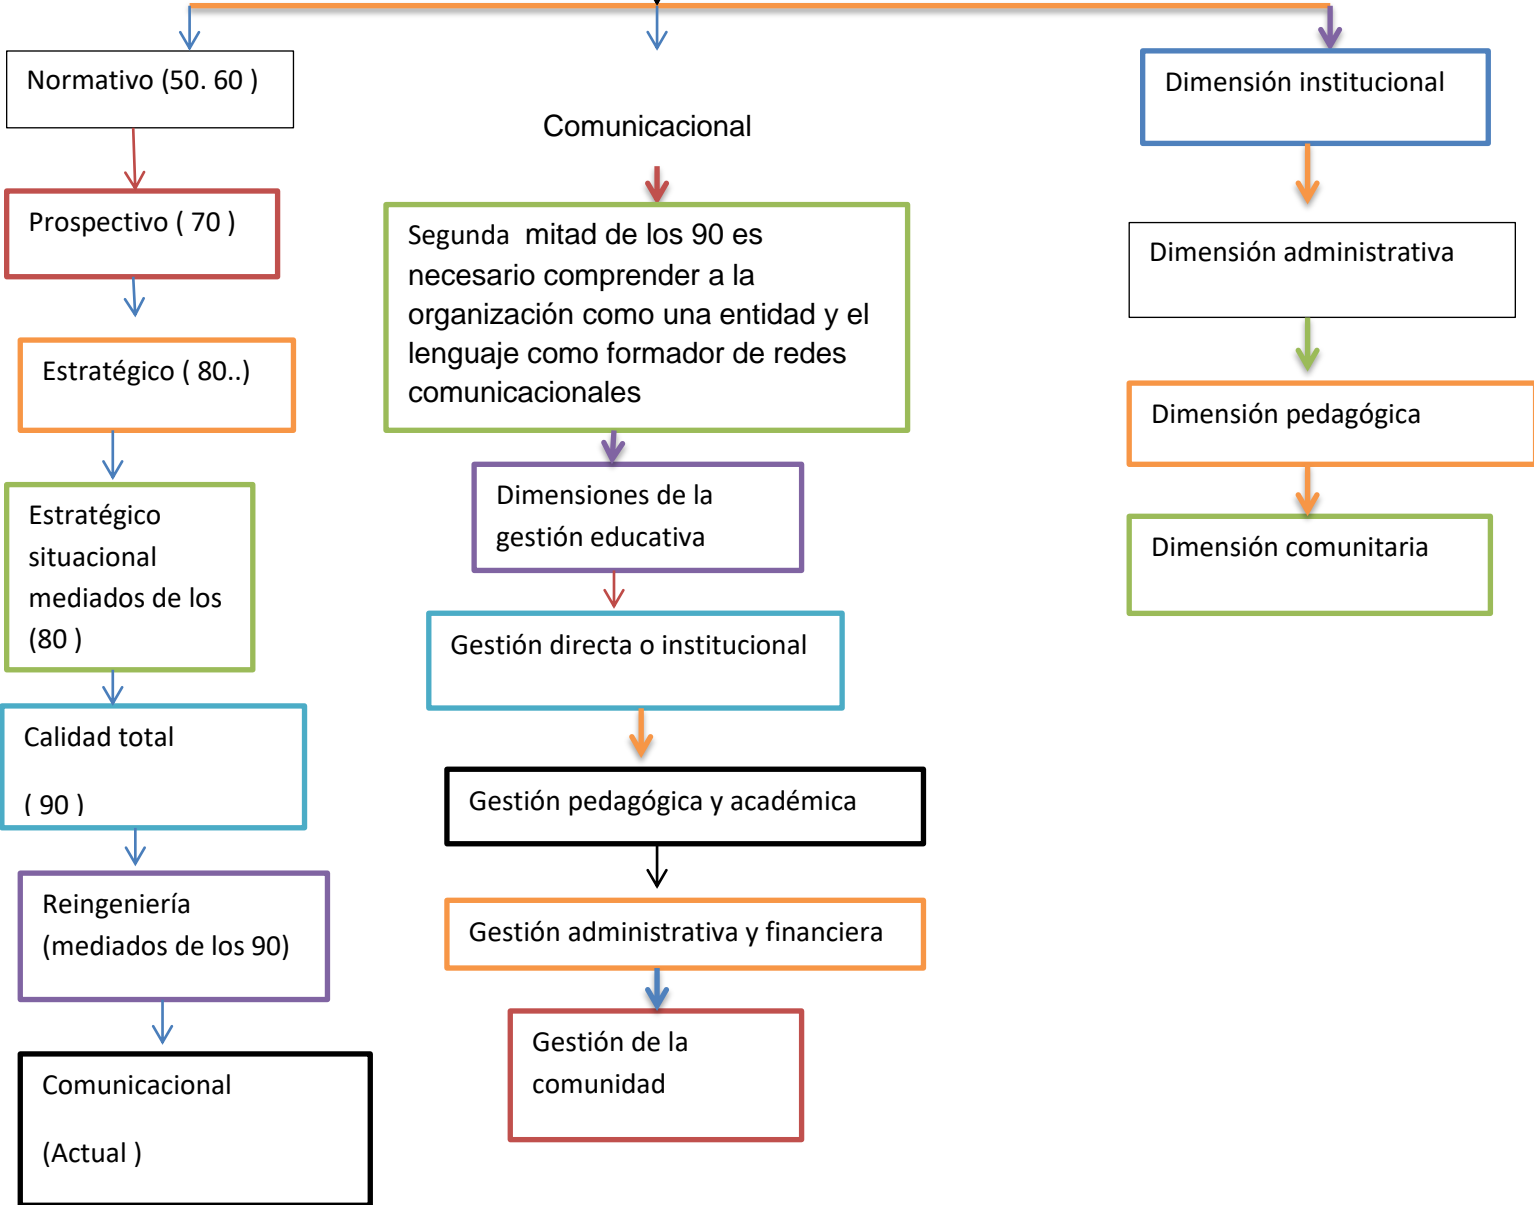 Normativo (50. 60 )
Prospectivo ( 70 )
Estratégico ( 80..)
Estratégico
situacional
mediados de los
(80 )
Calidad total
( 90 )
Reingeniería
(mediados de los 90)
Comunicacional
(Actual )
Comunicacional
Segunda mitad de los 90 es
necesario comprender a la
organización como una entidad y el
lenguaje como formador de redes
comunicacionales
Dimensiones de la
gestión educativa
Gestión directa o institucional
Gestión pedagógica y académica
Gestión administrativa y financiera
Gestión de la
comunidad
Dimensión institucional
Dimensión administrativa
Dimensión pedagógica
Dimensión comunitaria